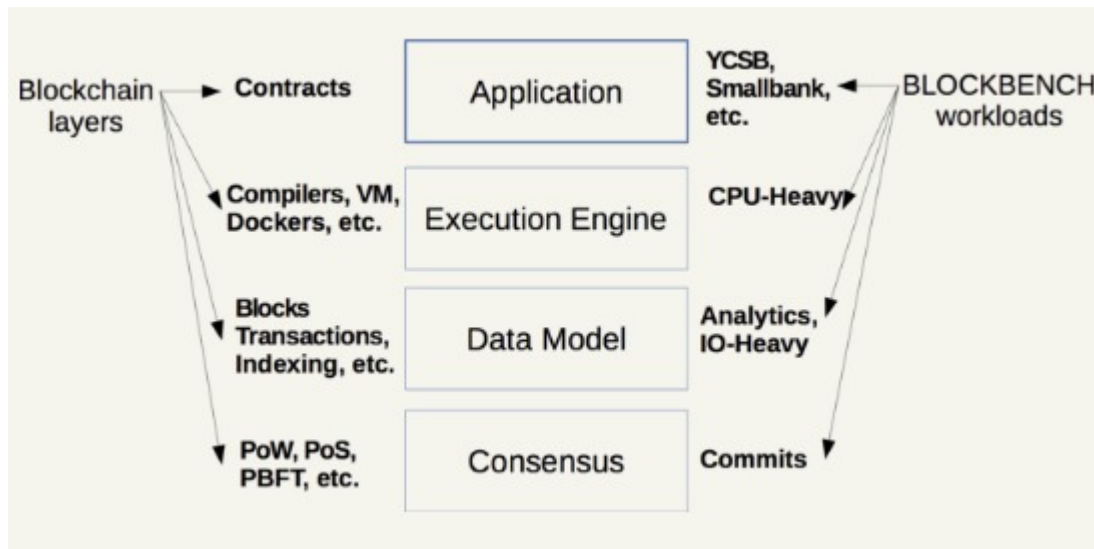 Blockchain
layers
Contracts
Application
YCSB,
Smallbank,
etc.
BLOCKBENCH
workloads
Compilers, VM,
Dockers, etc.
Execution Engine
CPU-Heavy
Blocks
Transactions,
Indexing, etc.
Data Model
Analytics,
IO-Heavy
PoW, PoS,
PBFT, etc.
Consensus
Commits